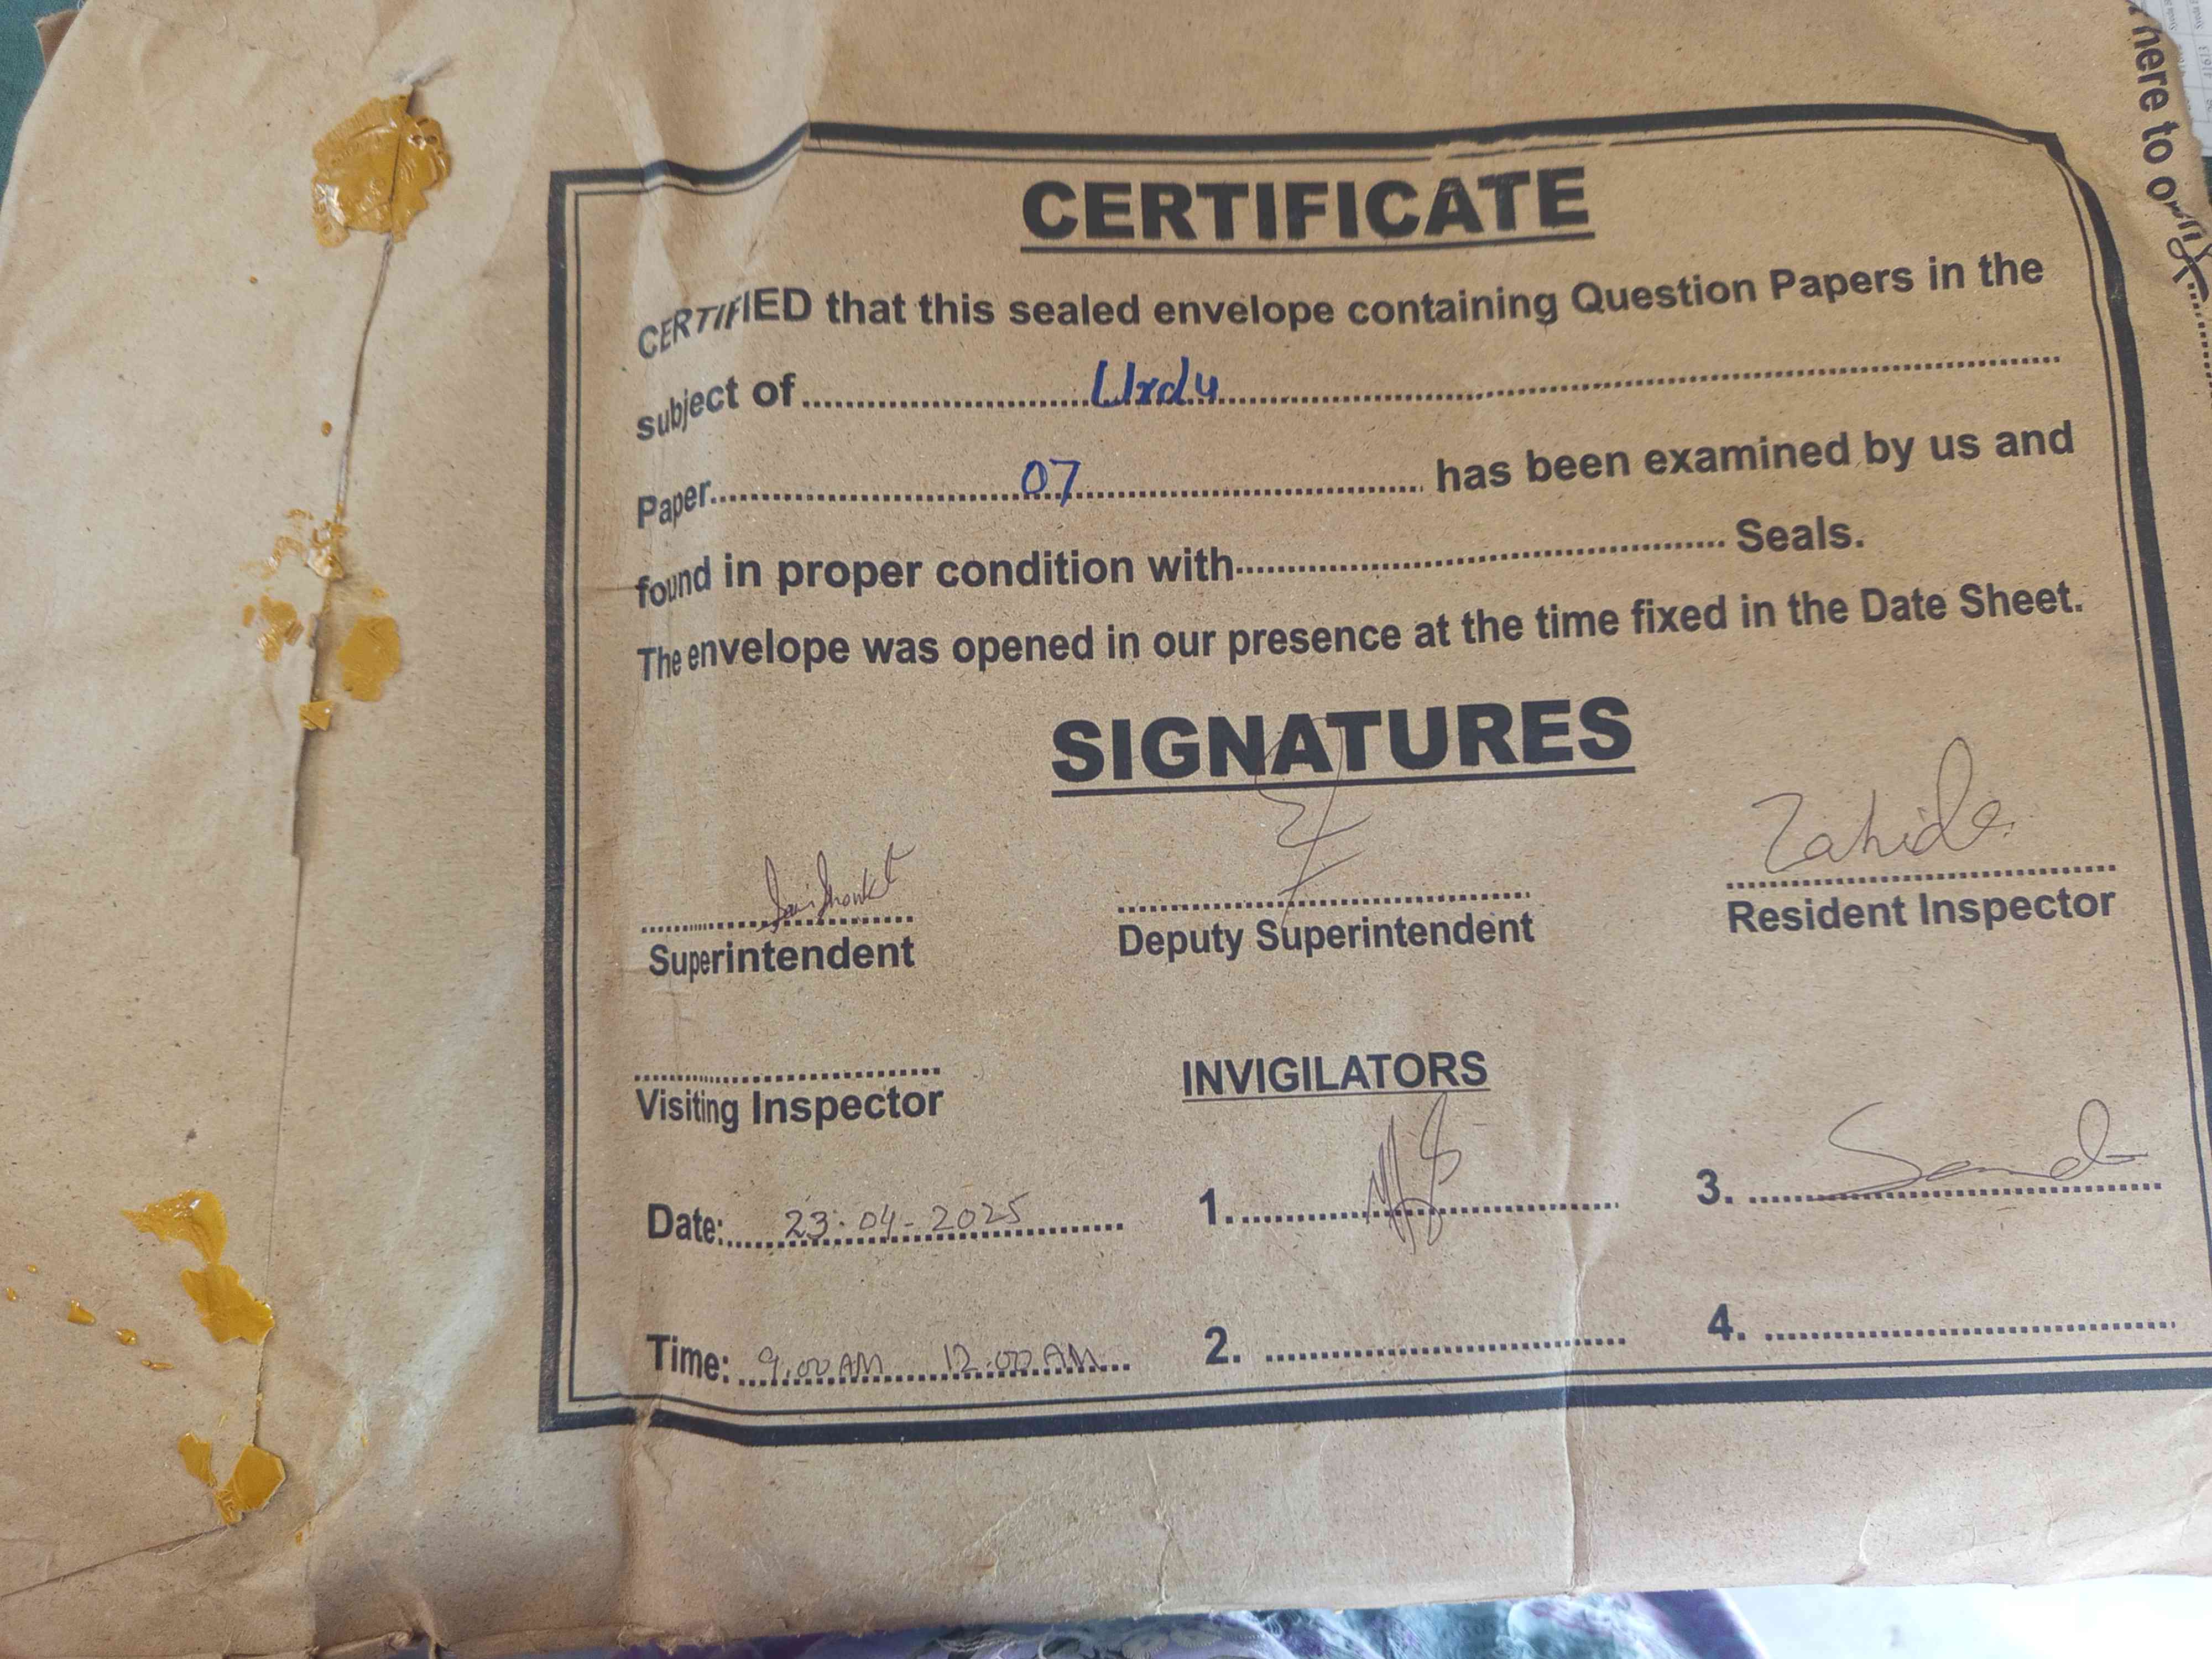 CERTIFICATE
CERTIFIED that this sealed envelope containing Question Papers in the
subject of Urdu
Paper 07 has been examined by us and
found in proper condition with Seals.
The envelope was opened in our presence at the time fixed in the Date Sheet.
SIGNATURES
Zahida
Superintendent Deputy Superintendent Resident Inspector
Visiting Inspector
INVIGILATORS
Date: 23-04-2025 1. 3.
Time: 9.00 AM 12.00 AM 2. 4.
here to only